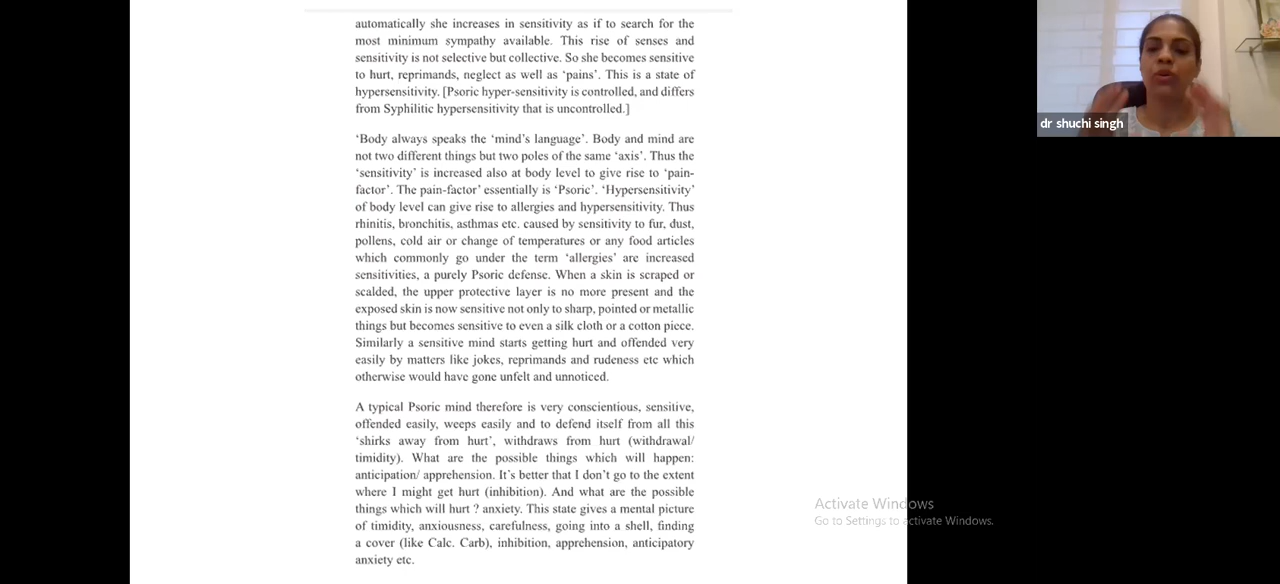 automatically she increases in sensitivity as if to search for the
most minimum sympathy available. This rise of senses and
sensitivity is not selective but collective. So she becomes sensitive
to hurt, reprimands, neglect as well as ‘pains’. This is a state of
hypersensitivity. [Psoric hyper-sensitivity is controlled, and differs
from Syphilitic hypersensitivity that is uncontrolled.]
‘Body always speaks the ‘mind’s language’. Body and mind are
not two different things but two poles of the same ‘axis’. Thus the
‘sensitivity’ is increased also at body level to give rise to ‘pain-
factor’. The pain-factor’ essentially is ‘Psoric’. ‘Hypersensitivity’
of body level can give rise to allergies and hypersensitivity. Thus
rhinitis, bronchitis, asthmas etc. caused by sensitivity to fur, dust,
pollens, cold air or change of temperatures or any food articles
which commonly go under the term ‘allergies’ are increased
sensitivities, a purely Psoric defense. When a skin is scraped or
scalded, the upper protective layer is no more present and the
exposed skin is now sensitive not only to sharp, pointed or metallic
things but becomes sensitive to even a silk cloth or a cotton piece.
Similarly a sensitive mind starts getting hurt and offended very
easily by matters like jokes, reprimands and rudeness etc which
otherwise would have gone unfelt and unnoticed.
A typical Psoric mind therefore is very conscientious, sensitive,
offended easily, weeps easily and to defend itself from all this
‘shirks away from hurt’, withdraws from hurt (withdrawal/
timidity). What are the possible things which will happen:
anticipation/ apprehension. It’s better that I don’t go to the extent
where I might get hurt (inhibition). And what are the possible
things which will hurt ? anxiety. This state gives a mental picture
of timidity, anxiousness, carefulness, going into a shell, finding
a cover (like Calc. Carb), inhibition, apprehension, anticipatory
anxiety etc.
dr shuchi singh
Activate Windows
Go to Settings to activate Windows.